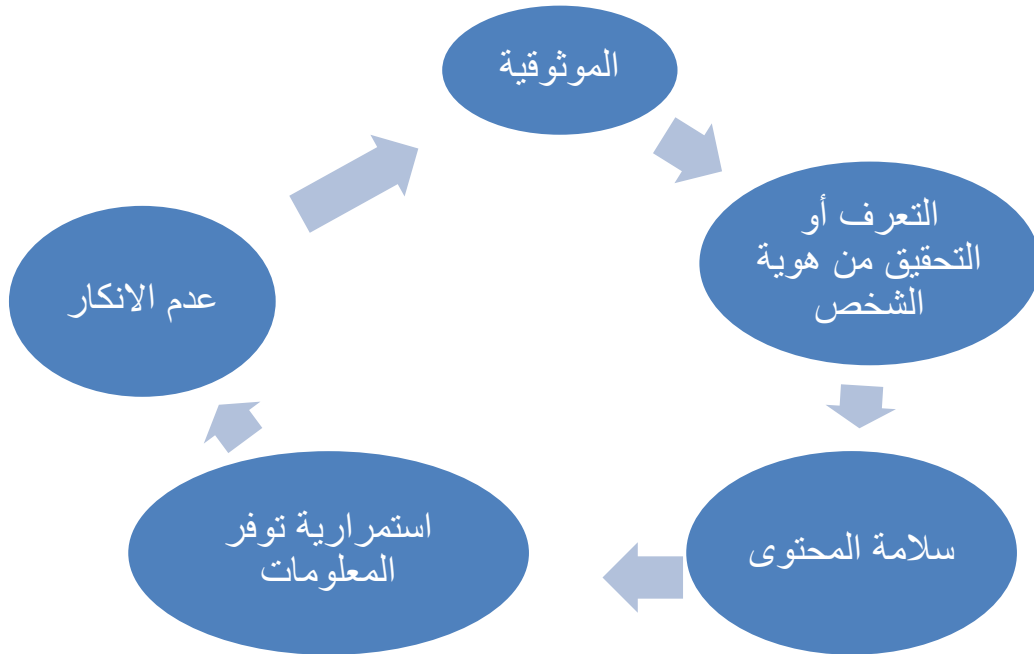 الموثوقية
التعرف أو
التحقيق من هوية
الشخص
سلامة المحتوى
استمرارية توفر
المعلومات
عدم الانكار